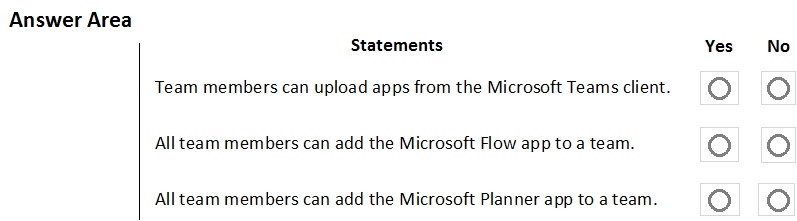 Answer Area
Statements Yes No
Team members can upload apps from the Microsoft Teams client.
All team members can add the Microsoft Flow app to a team.
All team members can add the Microsoft Planner app to a team.